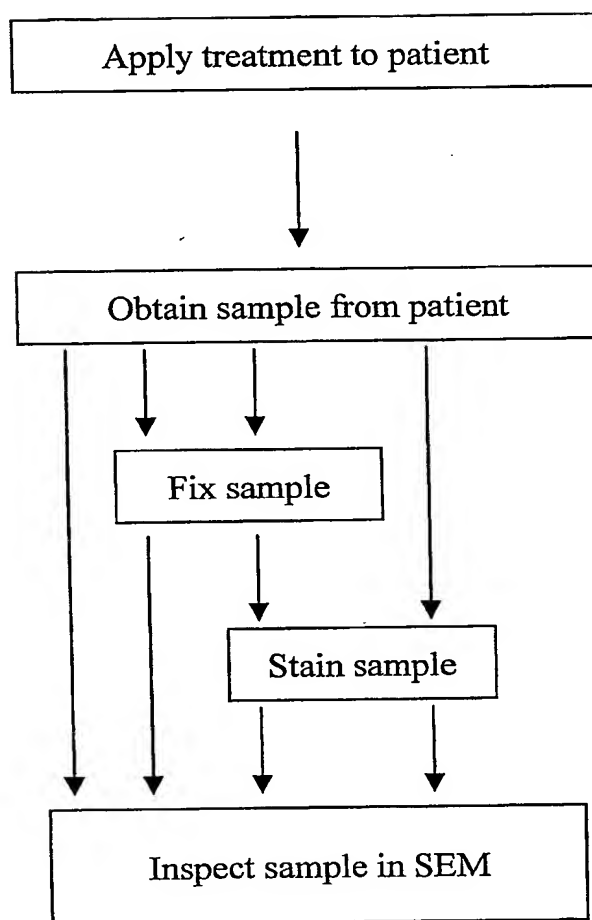 Apply treatment to patient
Obtain sample from patient
Fix sample
Stain sample
Inspect sample in SEM